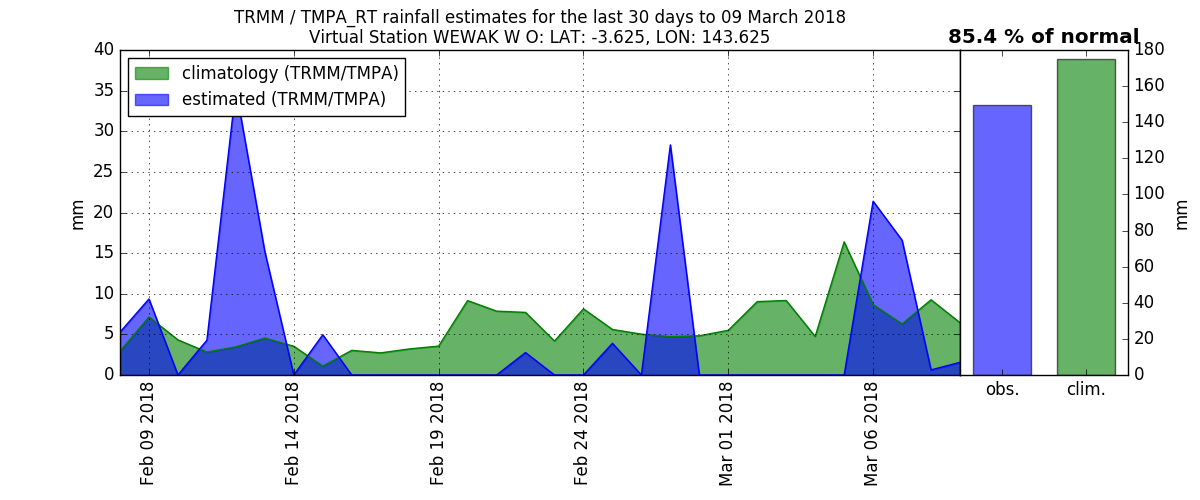 TRMM / TMPA_RT rainfall estimates for the last 30 days to 09 March 2018
Virtual Station WEWAK W O: LAT: -3.625, LON: 143.625
85.4 % of normal
climatology (TRMM/TMPA)
estimated (TRMM/TMPA)
40
35
30
25
20
15
10
5
0
mm
Feb 09 2018
Feb 14 2018
Feb 19 2018
Feb 24 2018
Mar 01 2018
Mar 06 2018
180
160
140
120
100
80
60
40
20
0
mm
obs.
clim.